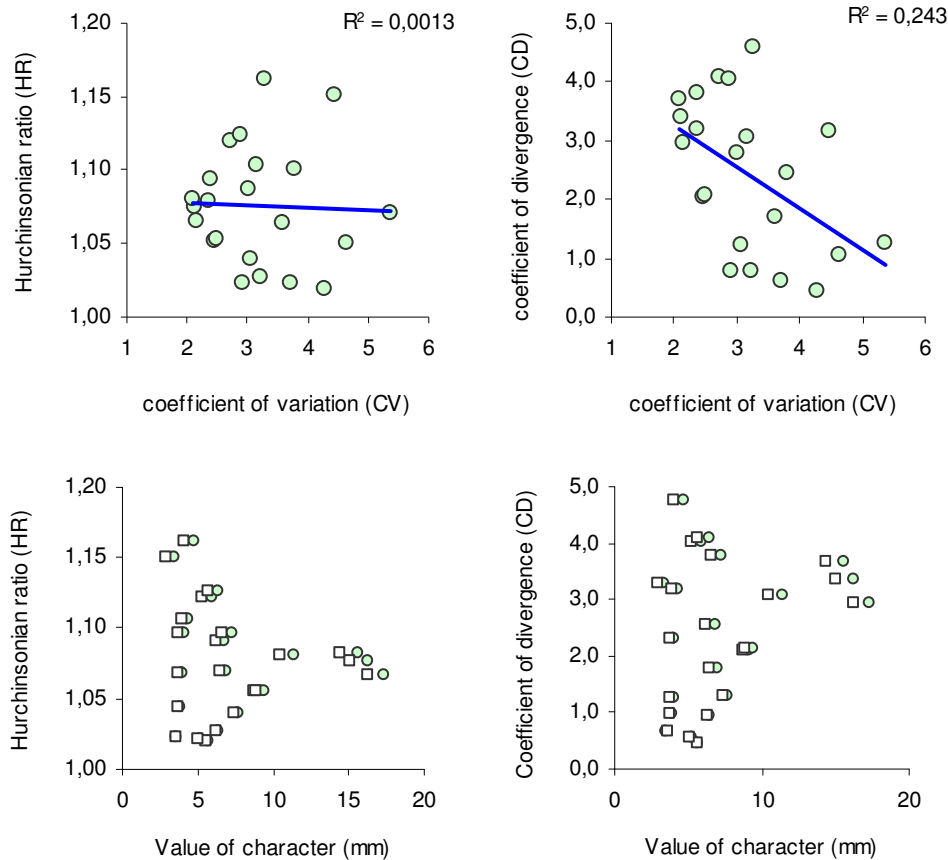 R² = 0,0013
Hurchinsonian ratio (HR)
1,20
1,15
1,10
1,05
1,00
1 2 3 4 5 6
coefficient of variation (CV)
R² = 0,243
coefficient of divergence (CD)
5,0
4,0
3,0
2,0
1,0
0,0
1 2 3 4 5 6
coefficient of variation (CV)
Hurchinsonian ratio (HR)
1,20
1,15
1,10
1,05
1,00
0 5 10 15 20
Value of character (mm)
Coefficient of divergence (CD)
5,0
4,0
3,0
2,0
1,0
0,0
0 10 20
Value of character (mm)